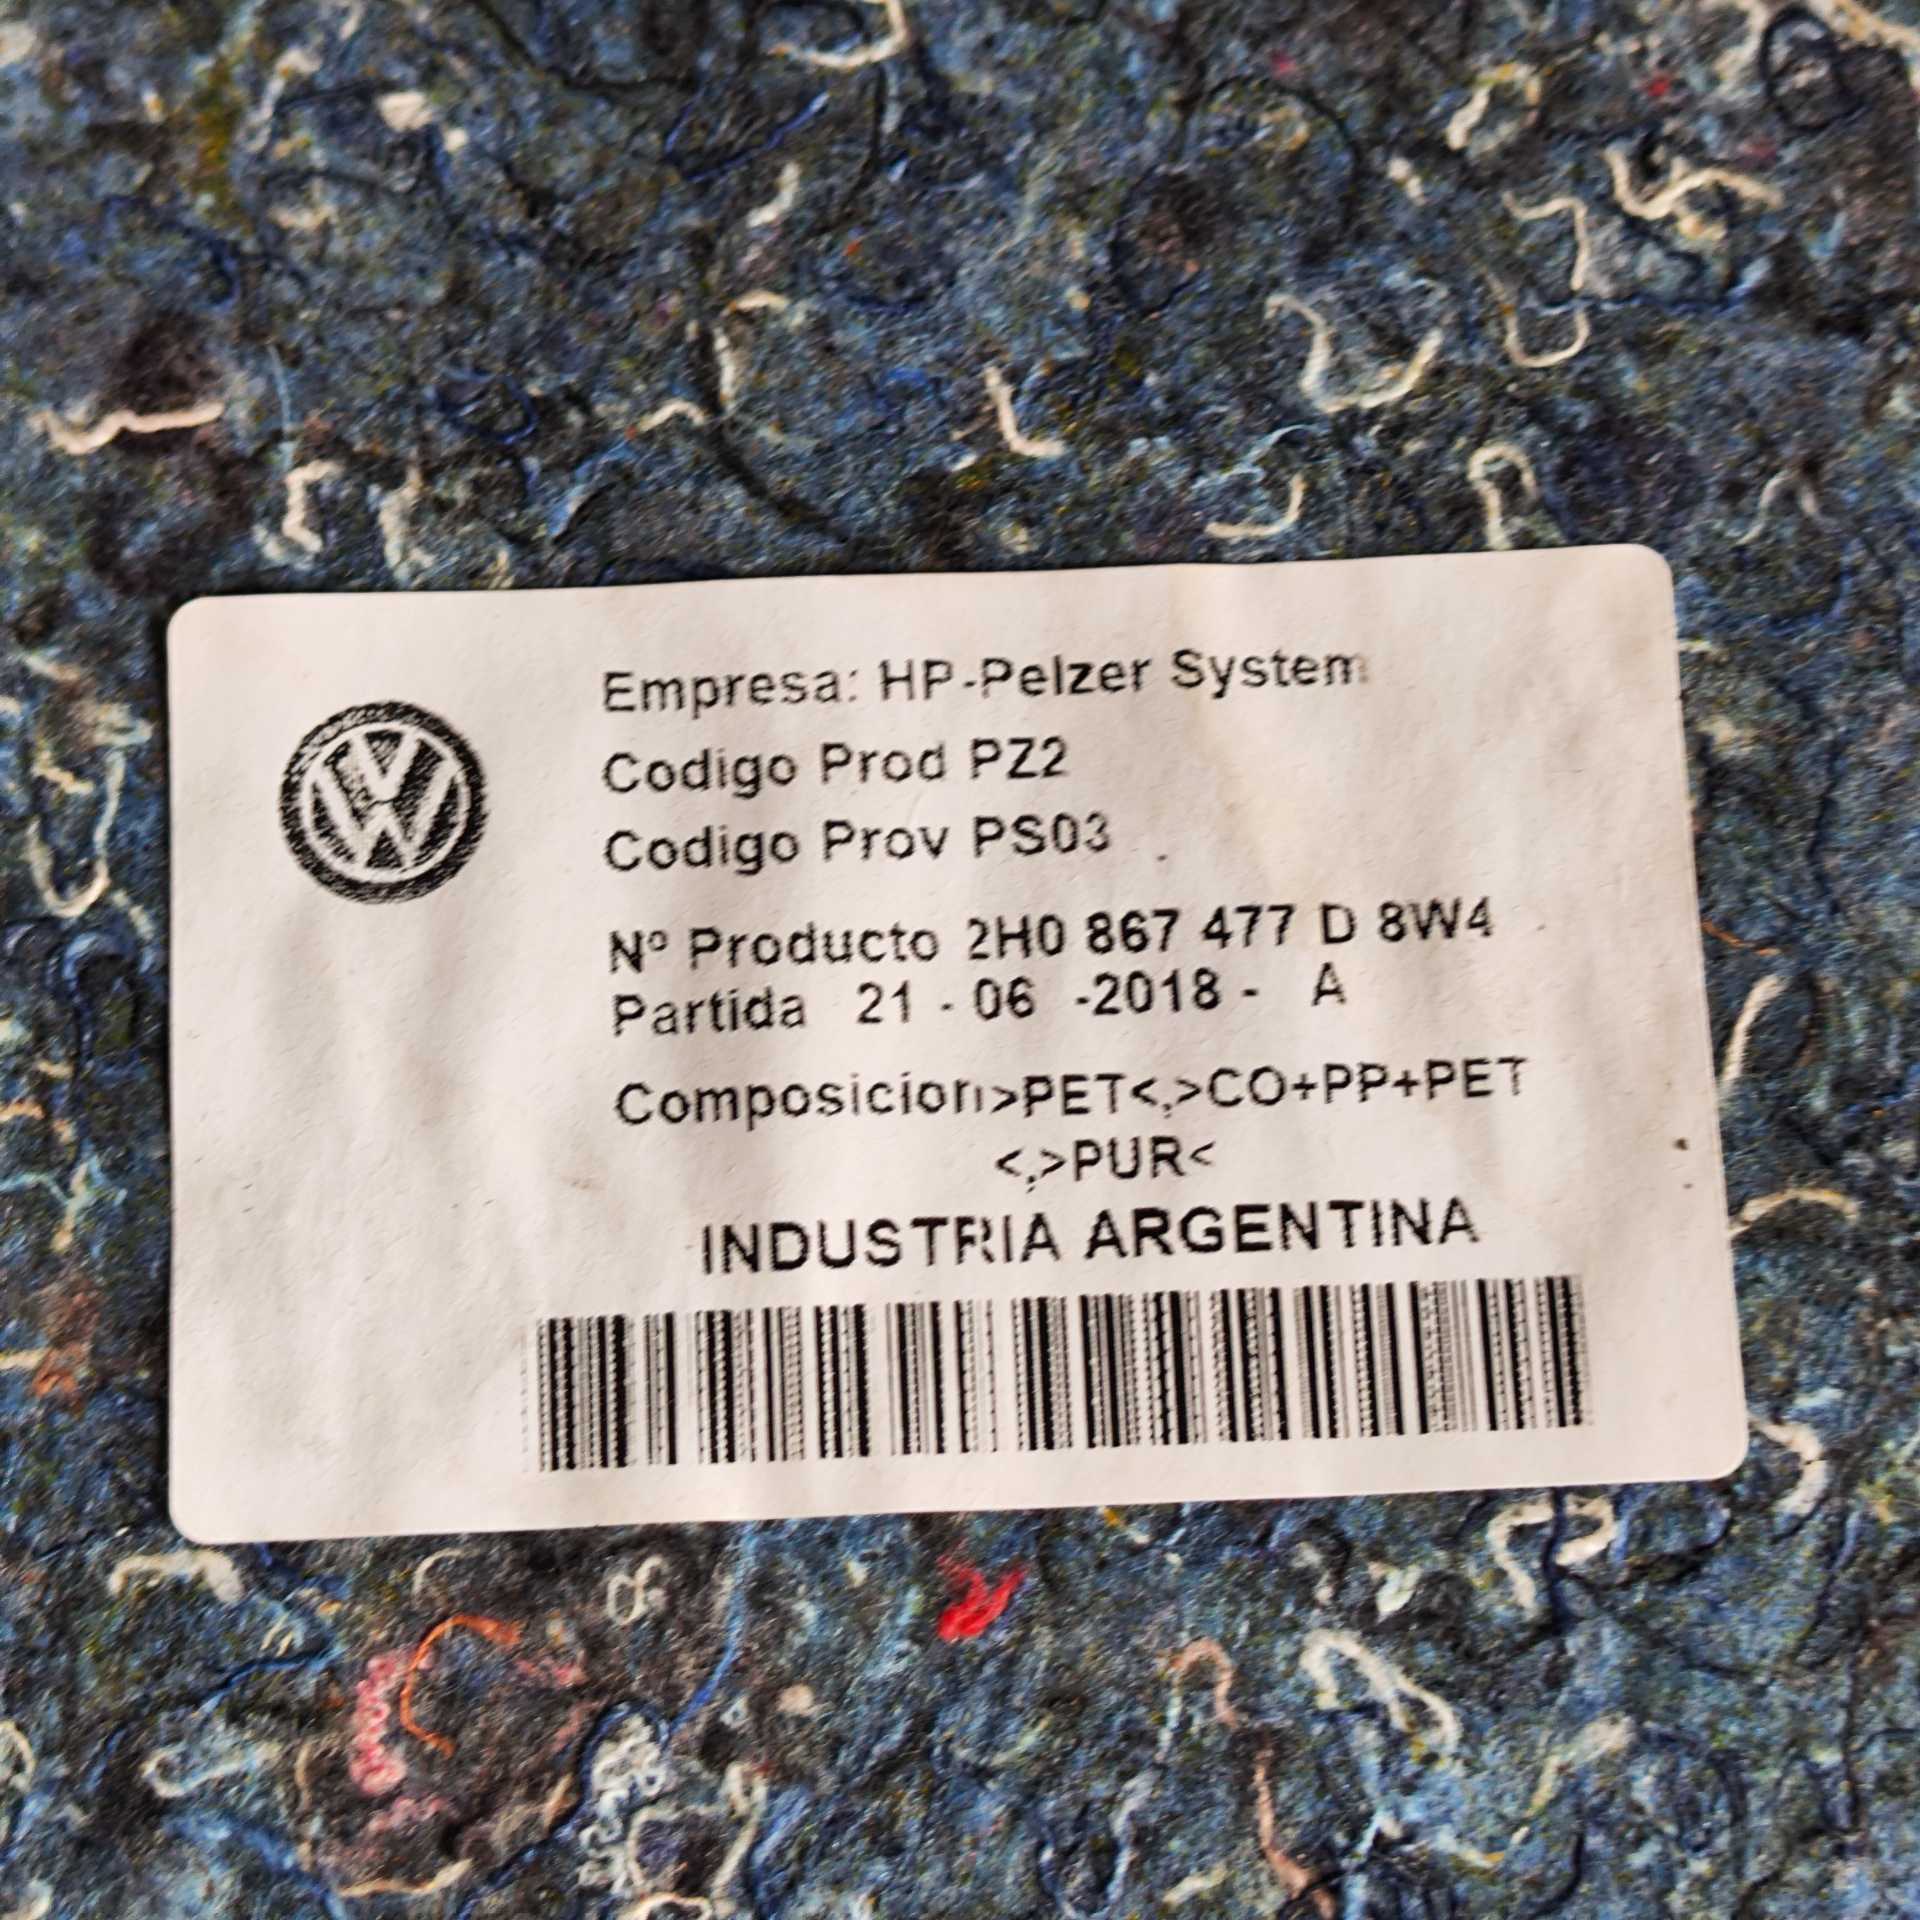 Empresa: HP-Pelzer System
Codigo Prod PZ2
Codigo Prov PS03
Nº Producto 2H0 867 477 D 8W4
Partida 21 - 06 -2018 - A
Composicion>PET<,>CO+PP+PET
<,>PUR<
INDUSTRIA ARGENTINA